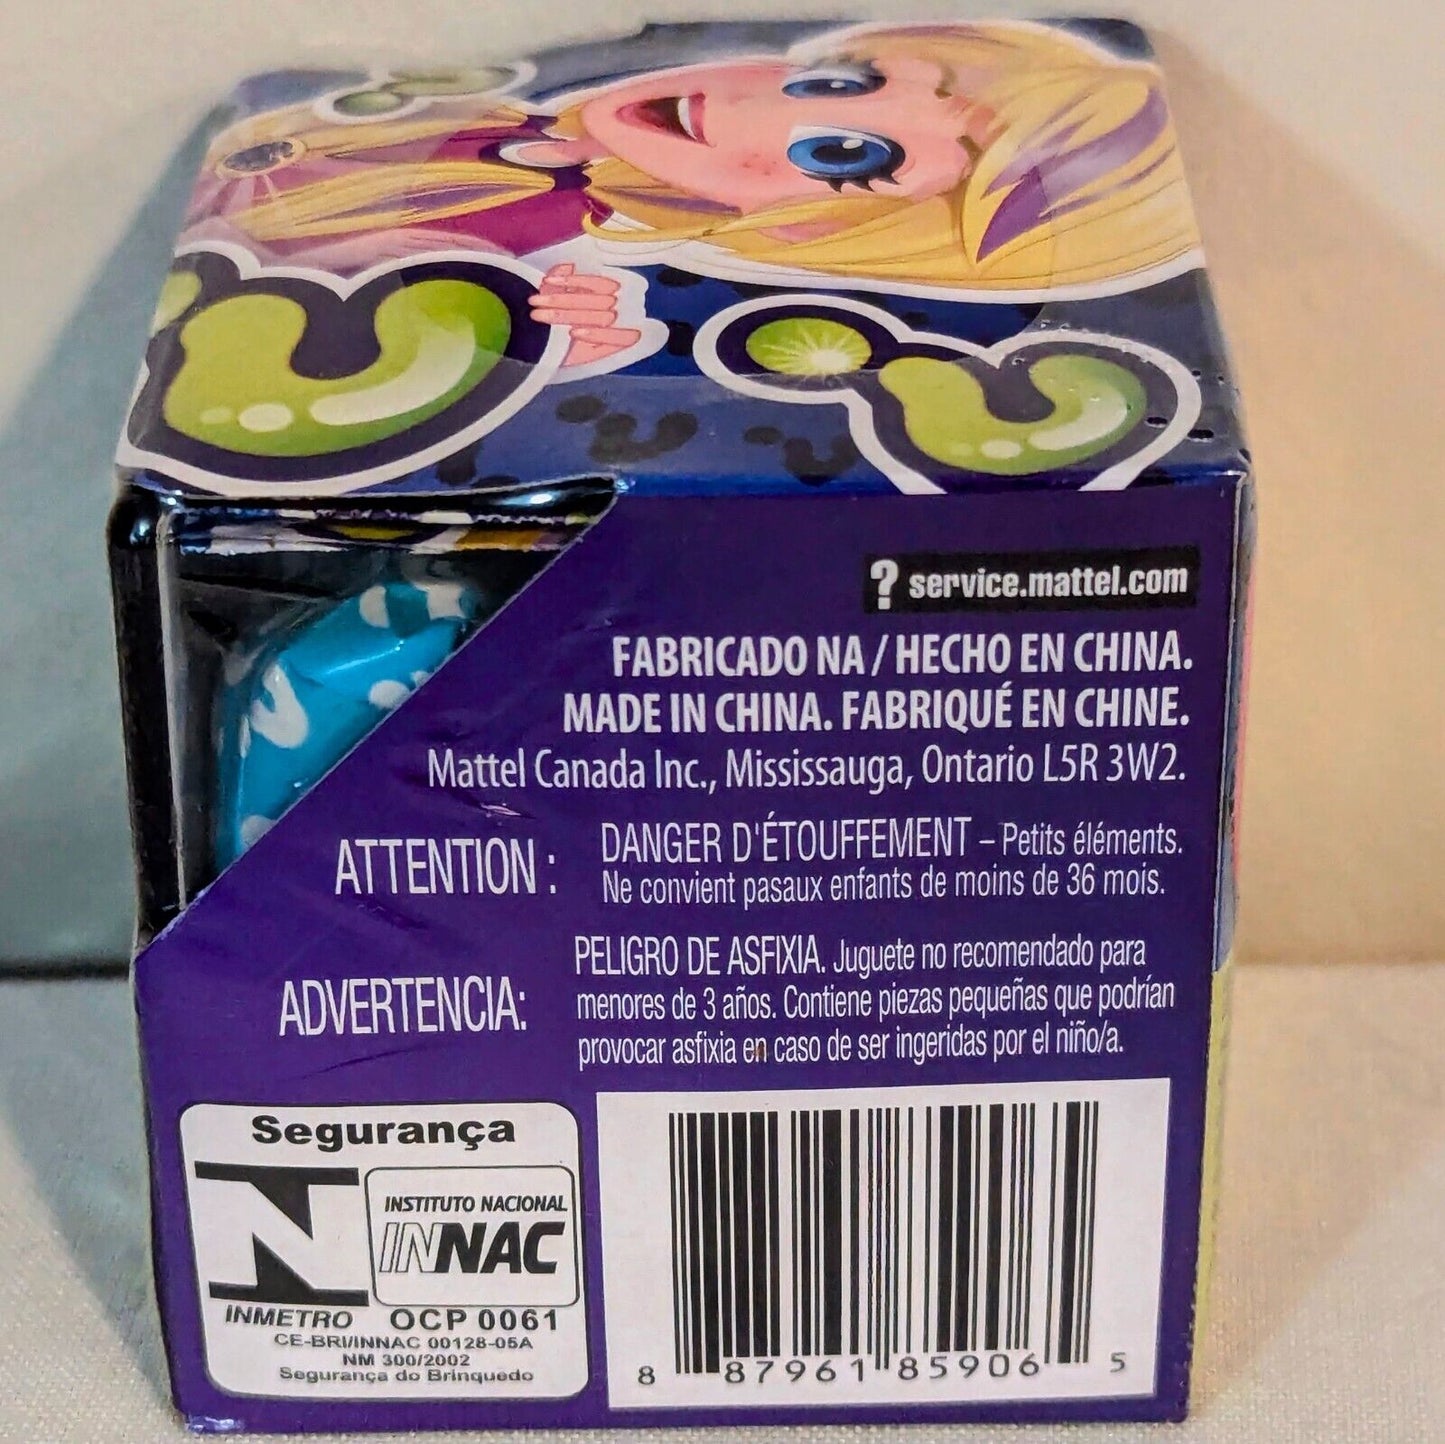 ? service.mattel.com
FABRICADO NA / HECHO EN CHINA.
MADE IN CHINA. FABRIQUÉ EN CHINE.
Mattel Canada Inc., Mississauga, Ontario L5R 3W2.
ATTENTION :
DANGER D'ÉTOUFFEMENT – Petits éléments.
Ne convient pasaux enfants de moins de 36 mois.
ADVERTENCIA:
PELIGRO DE ASFIXIA. Juguete no recomendado para
menores de 3 años. Contiene piezas pequeñas que podrían
provocar asfixia en caso de ser ingeridas por el niño/a.
Segurança
INSTITUTO NACIONAL
INNAC
INMETRO OCP 0061
CE-BRI/INNAC 00128-05A
NM 300/2002
Segurança do Brinquedo
8 87961 85906 5